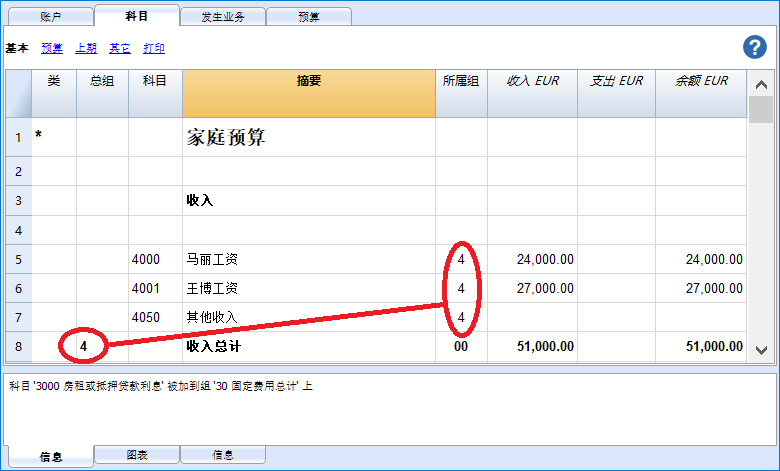 账户 科目 发生业务 预算
基本 预算 上期 其它 打印 ?
类 总组 科目 摘要 所属组 收入 EUR 支出 EUR 余额 EUR
1 * 家庭预算
2
3 收入
4
5 4000 马丽工资 4 24,000.00 24,000.00
6 4001 王博工资 4 27,000.00 27,000.00
7 4050 其他收入 4
8 4 收入总计 00 51,000.00 51,000.00
科目 '3000 房租或抵押贷款利息' 被加到组 '30 固定费用总计' 上
信息 图表 信息